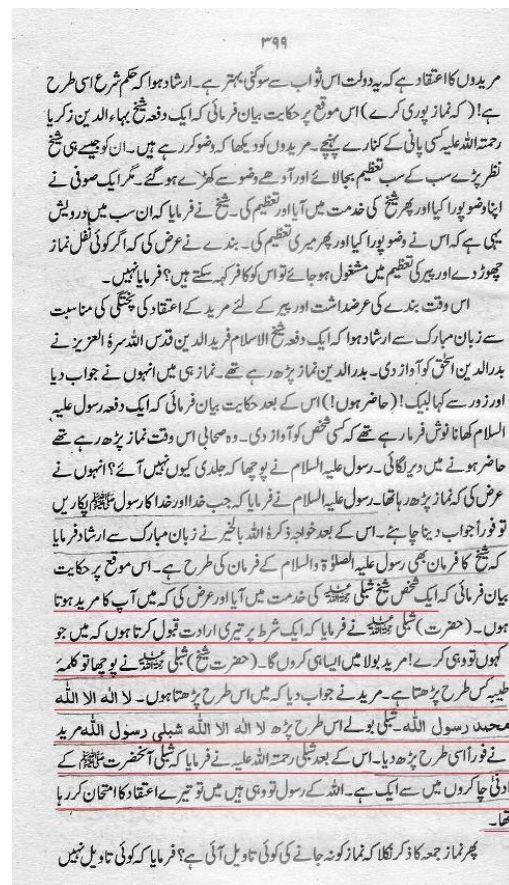 ۳۹۹
مریدوں کا اعتقاد ہے کہ یہ دولت اس ثواب سے سوگنی بہتر ہے۔ ارشاد ہوا کہ حکم شرع اسی طرح
ہے! (کہ نماز پوری کرے) اس موقع پر حکایت بیان فرمائی کہ ایک دفعہ شیخ بہاء الدین زکریا
رحمتہ اللہ علیہ کسی پانی کے کنارے پہنچے۔ مریدوں کو دیکھا کہ وضو کر رہے ہیں۔ ان کو جیسے ہی شیخ
نظر پڑے سب کے سب تعظیم بجا لائے اور آدھے وضو سے کھڑے ہو گئے۔ مگر ایک صوفی نے
اپنا وضو پورا کیا اور پھر شیخ کی خدمت میں آیا اور تعظیم کی۔ شیخ نے فرمایا کہ ان سب میں درویش
یہی ہے کہ اس نے وضو پورا کیا اور پھر میری تعظیم کی۔ بندے نے عرض کی کہ اگر کوئی نفل نماز
چھوڑ دے اور پیر کی تعظیم میں مشغول ہو جائے تو اس کو کافر کہہ سکتے ہیں؟ فرمایا نہیں۔
اس وقت بندے کی عرضداشت اور پیر کے لئے مرید کے اعتقاد کی پختگی کی مناسبت
سے زبان مبارک سے ارشاد ہوا کہ ایک دفعہ شیخ الاسلام فرید الدین قدس اللہ سرہٗ العزیز نے
بدر الدین اسحٰق کو آواز دی۔ بدر الدین نماز پڑھ رہے تھے۔ نماز ہی میں انہوں نے جواب دیا
اور زور سے کہا لبیک! (حاضر ہوں!) اس کے بعد حکایت بیان فرمائی کہ ایک دفعہ رسول علیہ
السلام کھانا نوش فرما رہے تھے کہ کسی شخص کو آواز دی۔ وہ صحابی اس وقت نماز پڑھ رہے تھے
حاضر ہونے میں دیر لگائی۔ رسول علیہ السلام نے پوچھا کہ جلدی کیوں نہیں آئے؟ انہوں نے
عرض کی کہ نماز پڑھ رہا تھا۔ رسول علیہ السلام نے فرمایا کہ جب خدا اور خدا کا رسول ﷺ پکاریں
تو فوراً جواب دینا چاہئے۔ اس کے بعد خواجہ ذکرہٗ اللہ بالخیر نے زبان مبارک سے ارشاد فرمایا
کہ شیخ کا فرمان بھی رسول علیہ الصلوٰۃ والسلام کے فرمان کی طرح ہے۔ اس موقع پر حکایت
بیان فرمائی کہ ایک شخص شیخ شبلی رحمۃ اللہ علیہ کی خدمت میں آیا اور عرض کی کہ میں آپ کا مرید ہوتا
ہوں۔ (حضرت) شبلی رحمۃ اللہ علیہ نے فرمایا کہ ایک شرط پر تیری ارادت قبول کرتا ہوں کہ میں جو
کہوں تو وہی کرے! مرید بولا میں ایسا ہی کروں گا۔ (حضرت شیخ) شبلی رحمۃ اللہ علیہ نے پوچھا تو کلمۂ
طیبہ کس طرح پڑھتا ہے۔ مرید نے جواب دیا کہ میں اس طرح پڑھتا ہوں۔ لا الٰہ الا اللہ
محمد رسول اللہ۔ شبلی بولے اس طرح پڑھ لا الٰہ الا اللہ شبلی رسول اللہ مرید
نے فوراً اسی طرح پڑھ دیا۔ اس کے بعد شبلی رحمتہ اللہ علیہ نے فرمایا کہ شبلی آنحضرت ﷺ کے
ادنیٰ چاکروں میں سے ایک ہے۔ اللہ کے رسول تو وہی ہیں میں تو تیرے اعتقاد کا امتحان کر رہا
تھا۔
پھر نماز جمعہ کا ذکر نکلا کہ نماز کو نہ جانے کی کوئی تاویل آئی ہے؟ فرمایا کہ کوئی تاویل نہیں